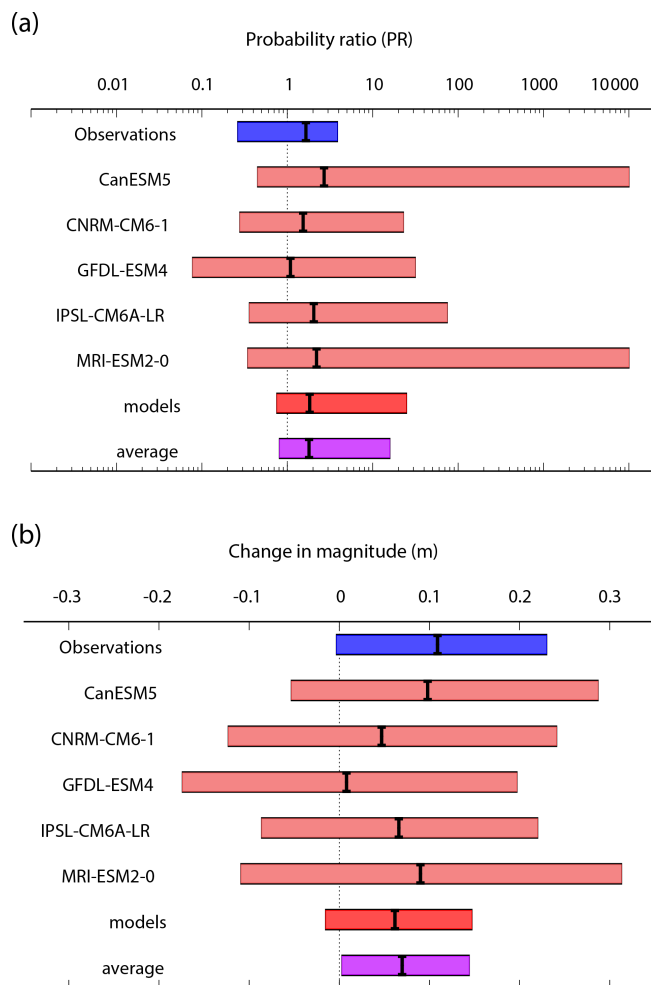 (a)
Probability ratio (PR)
0.01 0.1 1 10 100 1000 10000
Observations
CanESM5
CNRM-CM6-1
GFDL-ESM4
IPSL-CM6A-LR
MRI-ESM2-0
models
average
(b)
Change in magnitude (m)
-0.3 -0.2 -0.1 0 0.1 0.2 0.3
Observations
CanESM5
CNRM-CM6-1
GFDL-ESM4
IPSL-CM6A-LR
MRI-ESM2-0
models
average